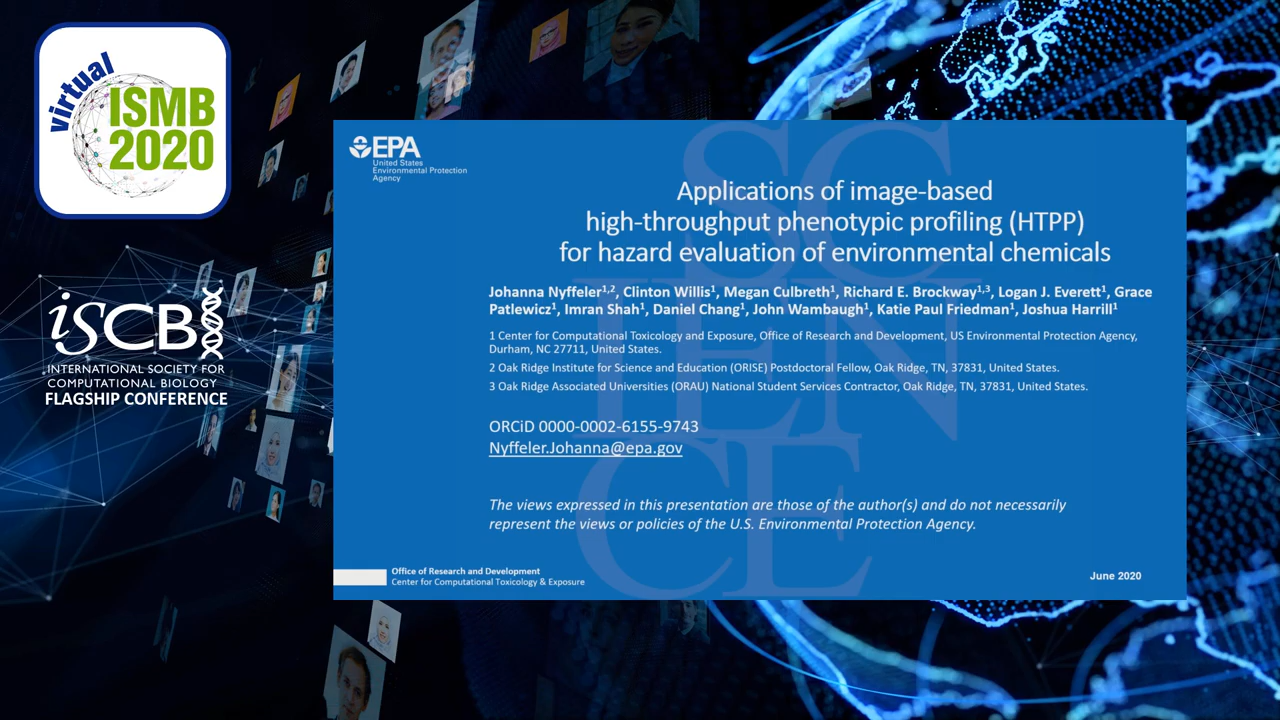 virtual
ISMB
2020
iSCB
INTERNATIONAL SOCIETY FOR
COMPUTATIONAL BIOLOGY
FLAGSHIP CONFERENCE
EPA
United States
Environmental Protection
Agency
SC
IEN
CE
Applications of image-based
high-throughput phenotypic profiling (HTPP)
for hazard evaluation of environmental chemicals
Johanna Nyffeler1,2, Clinton Willis1, Megan Culbreth1, Richard E. Brockway1,3, Logan J. Everett1, Grace
Patlewicz1, Imran Shah1, Daniel Chang1, John Wambaugh1, Katie Paul Friedman1, Joshua Harrill1
1 Center for Computational Toxicology and Exposure, Office of Research and Development, US Environmental Protection Agency,
Durham, NC 27711, United States.
2 Oak Ridge Institute for Science and Education (ORISE) Postdoctoral Fellow, Oak Ridge, TN, 37831, United States.
3 Oak Ridge Associated Universities (ORAU) National Student Services Contractor, Oak Ridge, TN, 37831, United States.
ORCiD 0000-0002-6155-9743
Nyffeler.Johanna@epa.gov
The views expressed in this presentation are those of the author(s) and do not necessarily
represent the views or policies of the U.S. Environmental Protection Agency.
Office of Research and Development
Center for Computational Toxicology & Exposure
June 2020